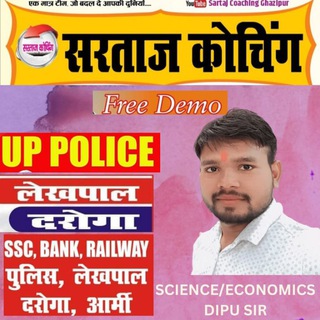 एक मात्र टीम, जो बदल दे आपकी दुनियां...
YouTube Sartaj Coaching Ghazipur
सरताज कोचिंग
सरताज कोचिंग
Free Demo
UP POLICE
लेखपाल
दरोगा
SSC, BANK, RAILWAY
पुलिस, लेखपाल
दरोगा, आर्मी
SCIENCE/ECONOMICS
DIPU SIR